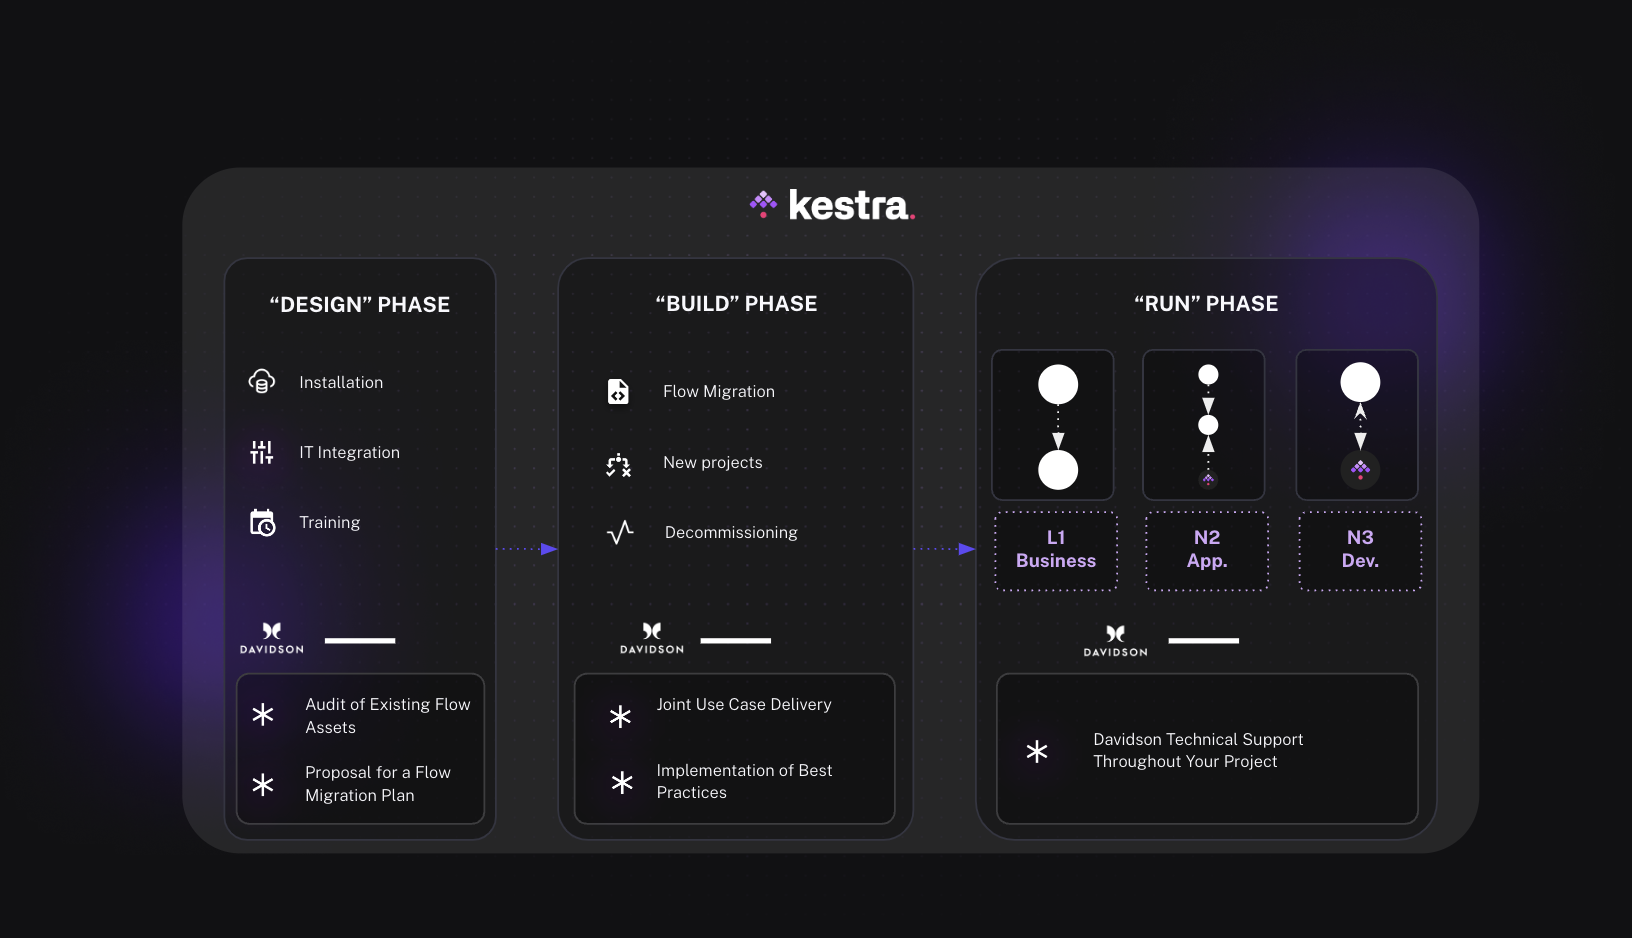 kestra.
“DESIGN” PHASE
Installation
IT Integration
Training
DAVIDSON
Audit of Existing Flow
Assets
Proposal for a Flow
Migration Plan
“BUILD” PHASE
Flow Migration
New projects
Decommissioning
DAVIDSON
Joint Use Case Delivery
Implementation of Best
Practices
“RUN” PHASE
L1
Business
N2
App.
N3
Dev.
DAVIDSON
Davidson Technical Support
Throughout Your Project